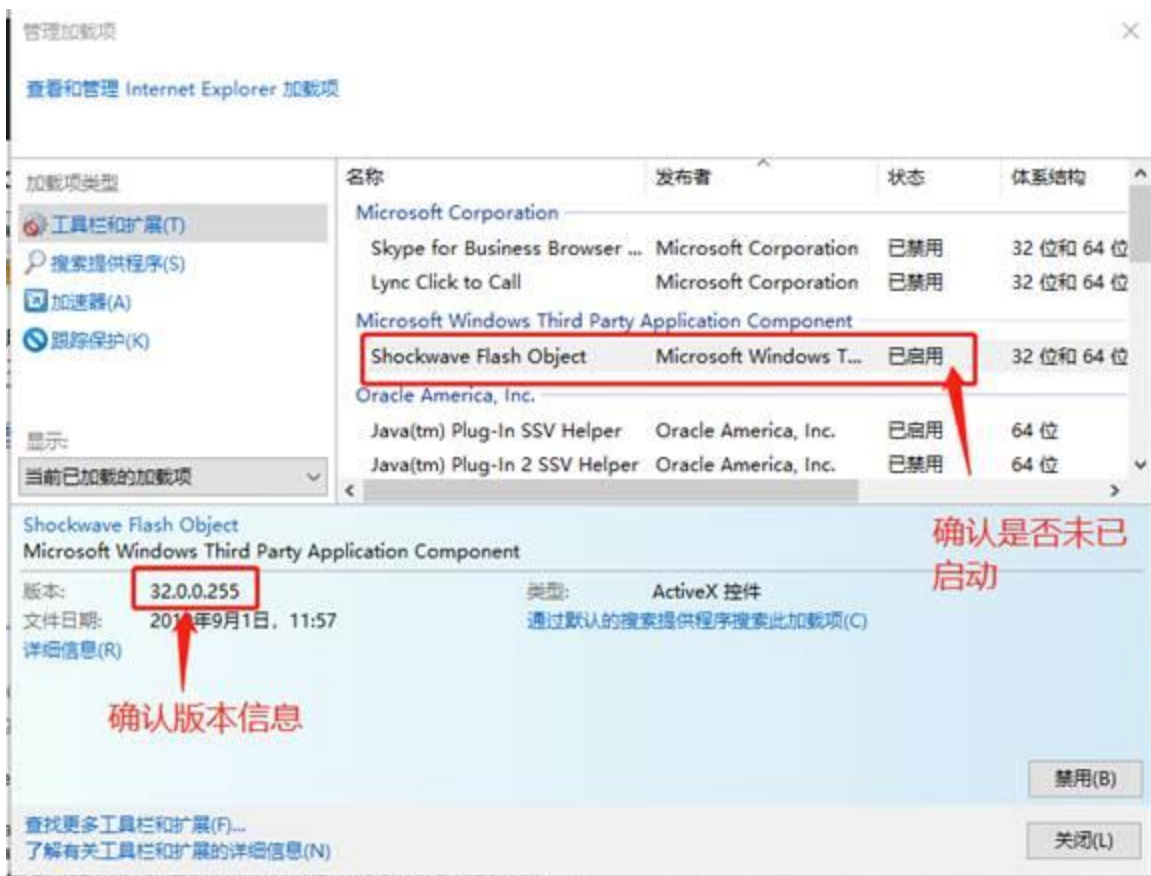 管理加载项
查看和管理 Internet Explorer 加载项
加载项类型
工具栏和扩展(T)
搜索提供程序(S)
加速器(A)
跟踪保护(K)
显示:
当前已加载的加载项
名称 发布者 状态 体系结构
Microsoft Corporation
Skype for Business Browser ... Microsoft Corporation 已禁用 32 位和 64 位
Lync Click to Call Microsoft Corporation 已禁用 32 位和 64 位
Microsoft Windows Third Party Application Component
Shockwave Flash Object Microsoft Windows T... 已启用 32 位和 64 位
Oracle America, Inc.
Java(tm) Plug-In SSV Helper Oracle America, Inc. 已启用 64 位
Java(tm) Plug-In 2 SSV Helper Oracle America, Inc. 已禁用 64 位
确认是否未已
启动
Shockwave Flash Object
Microsoft Windows Third Party Application Component
版本: 32.0.0.255 类型: ActiveX 控件
文件日期: 9月1日，11:57 通过默认的搜索提供程序搜索此加载项(C)
详细信息(R)
确认版本信息
禁用(B)
查找更多工具栏和扩展(F)...
了解有关工具栏和扩展的详细信息(N)
关闭(L)